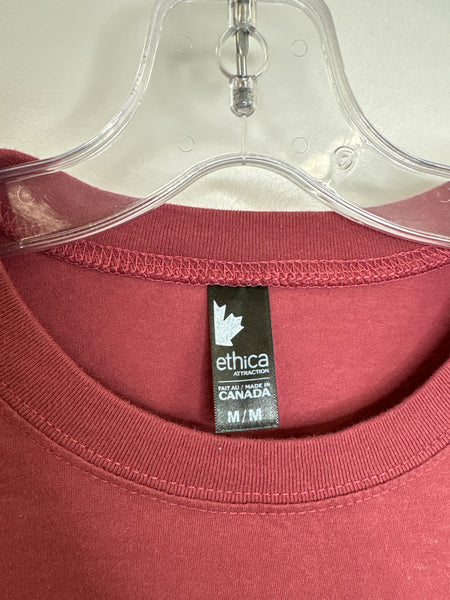 ethica
ATTRACTION
FAIT AU / MADE IN
CANADA
M/M